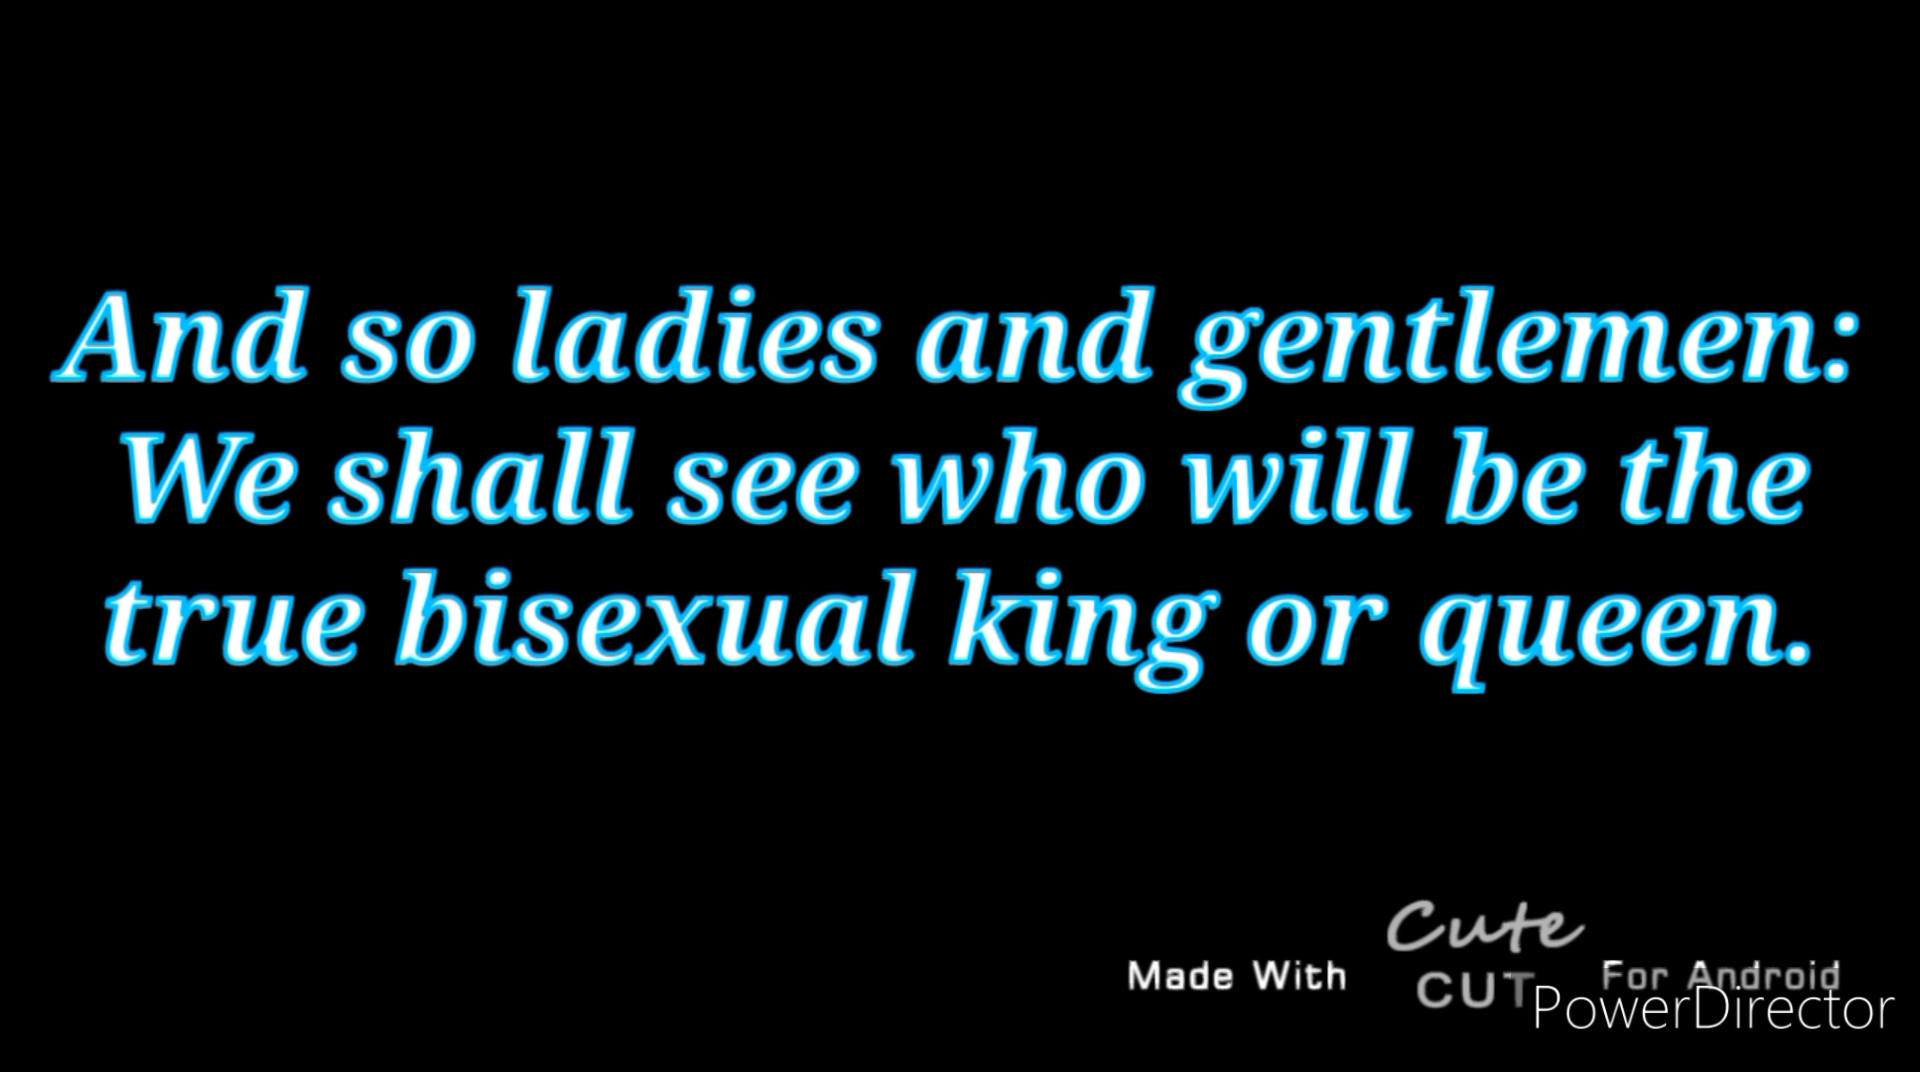 And so ladies and gentlemen:
We shall see who will be the
true bisexual king or queen.
Cute
Made With CUT For Android
PowerDirector